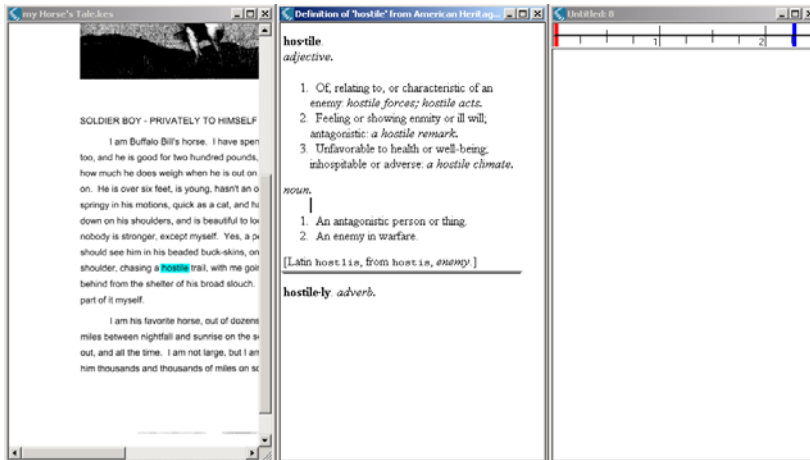 my Horse's Tale.kes
SOLDIER BOY - PRIVATELY TO HIMSELF
I am Buffalo Bill's horse. I have spen
too, and he is good for two hundred pounds,
how much he does weigh when he is out on
on. He is over six feet, is young, hasn't an o
springy in his motions, quick as a cat, and ha
down on his shoulders, and is beautiful to lo
nobody is stronger, except myself. Yes, a pe
should see him in his beaded buck-skins, on
shoulder, chasing a hostile trail, with me goin
behind from the shelter of his broad slouch.
part of it myself.
I am his favorite horse, out of dozens
miles between nightfall and sunrise on the s
out, and all the time. I am not large, but I am
him thousands and thousands of miles on sc
Definition of 'hostile' from American Heritag...
hos•tile.
adjective.
1. Of, relating to, or characteristic of an
enemy: hostile forces; hostile acts.
2. Feeling or showing enmity or ill will;
antagonistic: a hostile remark.
3. Unfavorable to health or well-being;
inhospitable or adverse: a hostile climate.
noun.
1. An antagonistic person or thing.
2. An enemy in warfare.
[Latin hostlis, from hostis, enemy.]
hostile•ly, adverb.
Untitled: 8
1 2